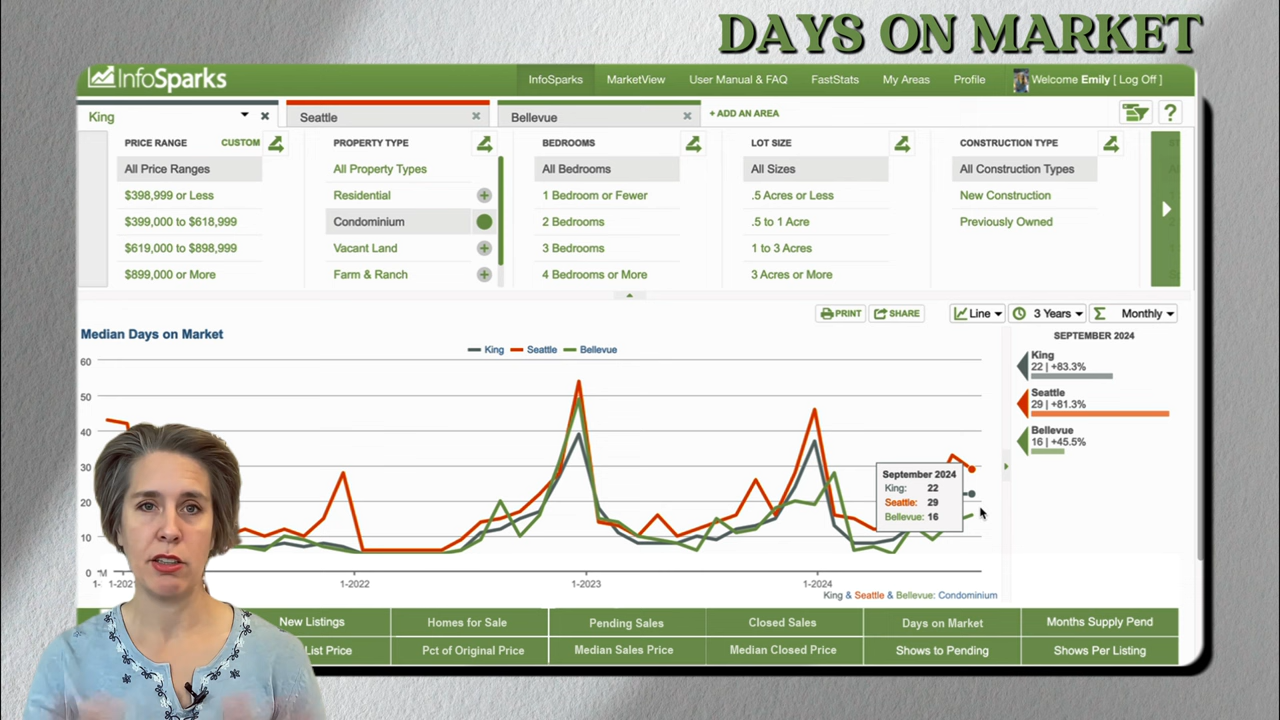 DAYS ON MARKET
InfoSparks
InfoSparks MarketView User Manual & FAQ FastStats My Areas Profile Welcome Emily [ Log Off ]
King Seattle Bellevue + ADD AN AREA ?
PRICE RANGE CUSTOM
All Price Ranges
$398,999 or Less
$399,000 to $618,999
$619,000 to $898,999
$899,000 or More
PROPERTY TYPE
All Property Types
Residential
Condominium
Vacant Land
Farm & Ranch
BEDROOMS
All Bedrooms
1 Bedroom or Fewer
2 Bedrooms
3 Bedrooms
4 Bedrooms or More
LOT SIZE
All Sizes
.5 Acres or Less
.5 to 1 Acre
1 to 3 Acres
3 Acres or More
CONSTRUCTION TYPE
All Construction Types
New Construction
Previously Owned
PRINT SHARE Line 3 Years Monthly
Median Days on Market
King Seattle Bellevue
60
50
40
30
20
10
0
1-2022 1-2023 1-2024
September 2024
King: 22
Seattle: 29
Bellevue: 16
King & Seattle & Bellevue: Condominium
SEPTEMBER 2024
King
22 | +83.3%
Seattle
29 | +81.3%
Bellevue
16 | +45.5%
New Listings Homes for Sale Pending Sales Closed Sales Days on Market Months Supply Pend
List Price Pct of Original Price Median Sales Price Median Closed Price Shows to Pending Shows Per Listing